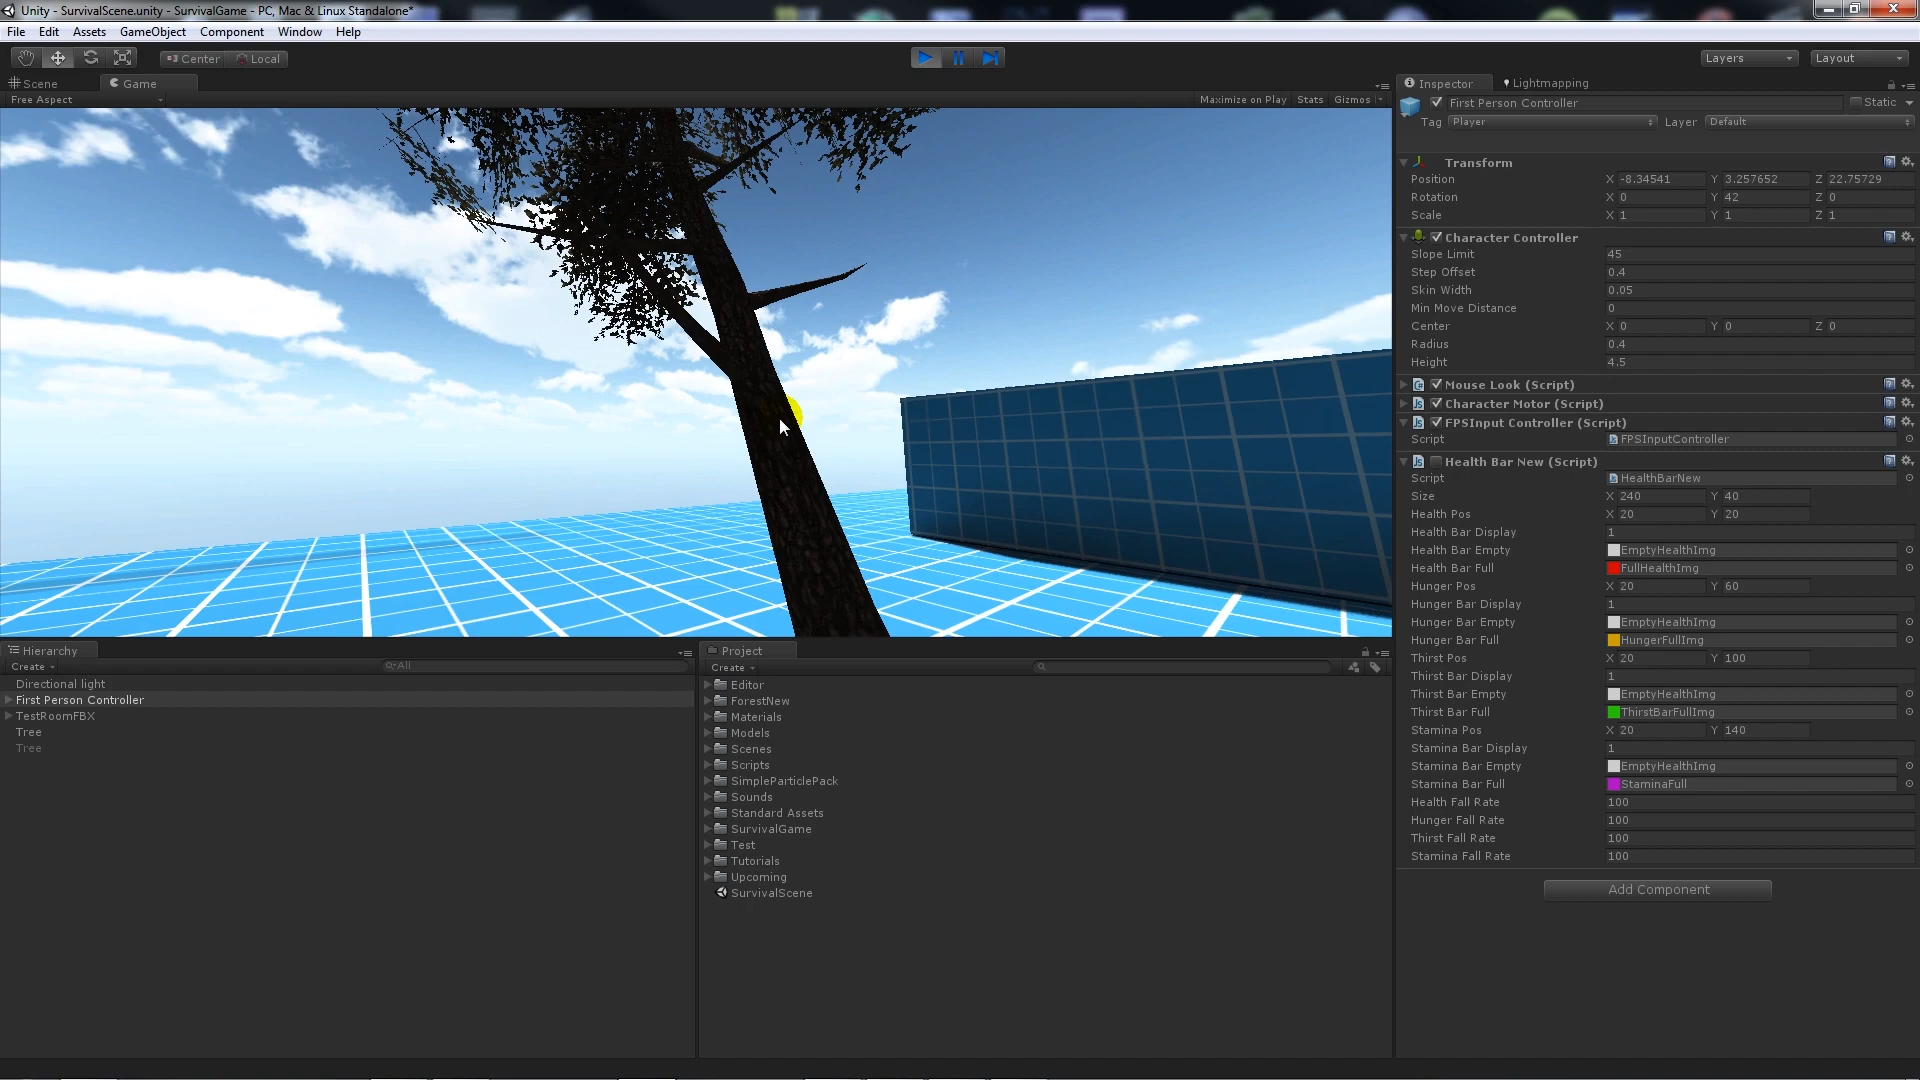 Unity - SurvivalScene.unity - SurvivalGame - PC, Mac & Linux Standalone*
File Edit Assets GameObject Component Window Help
Center Local Layers Layout
Scene Game
Free Aspect Maximize on Play Stats Gizmos
Inspector Lightmapping
First Person Controller Static
Tag Player Layer Default
Transform
Position X -8.34541 Y 3.257652 Z 22.75729
Rotation X 0 Y 42 Z 0
Scale X 1 Y 1 Z 1
Character Controller
Slope Limit 45
Step Offset 0.4
Skin Width 0.05
Min Move Distance 0
Center X 0 Y 0 Z 0
Radius 0.4
Height 4.5
Mouse Look (Script)
Character Motor (Script)
FPSInput Controller (Script)
Script FPSInputController
Health Bar New (Script)
Script HealthBarNew
Size X 240 Y 40
Health Pos X 20 Y 20
Health Bar Display 1
Health Bar Empty EmptyHealthImg
Health Bar Full FullHealthImg
Hunger Pos X 20 Y 60
Hunger Bar Display 1
Hunger Bar Empty EmptyHealthImg
Hunger Bar Full HungerFullImg
Thirst Pos X 20 Y 100
Thirst Bar Display 1
Thirst Bar Empty EmptyHealthImg
Thirst Bar Full ThirstBarFullImg
Stamina Pos X 20 Y 140
Stamina Bar Display 1
Stamina Bar Empty EmptyHealthImg
Stamina Bar Full StaminaFull
Health Fall Rate 100
Hunger Fall Rate 100
Thirst Fall Rate 100
Stamina Fall Rate 100
Add Component
Hierarchy
Create All
Directional light
First Person Controller
TestRoomFBX
Tree
Tree
Project
Create
Editor
ForestNew
Materials
Models
Scenes
Scripts
SimpleParticlePack
Sounds
Standard Assets
SurvivalGame
Test
Tutorials
Upcoming
SurvivalScene